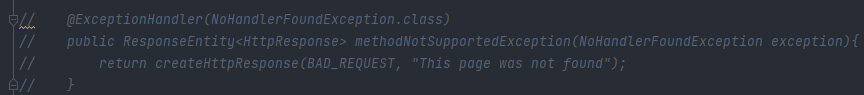 //    @ExceptionHandler(NoHandlerFoundException.class)
//    public ResponseEntity<HttpResponse> methodNotSupportedException(NoHandlerFoundException exception){
//        return createHttpResponse(BAD_REQUEST, "This page was not found");
//    }